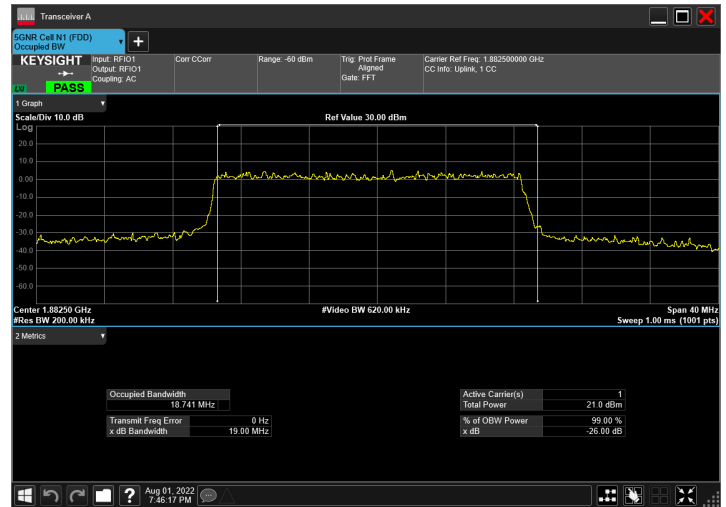 Transceiver A
5GNR Cell N1 (FDD)
Occupied BW
KEYSIGHT
LXI
PASS
Input: RFIO1
Output: RFIO1
Coupling: AC
Corr CCorr
Range: -60 dBm
Trig: Prot Frame
Aligned
Gate: FFT
Carrier Ref Freq: 1.882500000 GHz
CC Info: Uplink, 1 CC
1 Graph
Scale/Div 10.0 dB
Ref Value 30.00 dBm
Log
20.0
10.0
0.00
-10.0
-20.0
-30.0
-40.0
-50.0
-60.0
Center 1.88250 GHz
#Video BW 620.00 kHz
Span 40 MHz
#Res BW 200.00 kHz
Sweep 1.00 ms (1001 pts)
2 Metrics
Occupied Bandwidth
18.741 MHz
Transmit Freq Error 0 Hz
x dB Bandwidth 19.00 MHz
Active Carrier(s) 1
Total Power 21.0 dBm
% of OBW Power 99.00 %
x dB -26.00 dB
Aug 01, 2022
7:46:17 PM